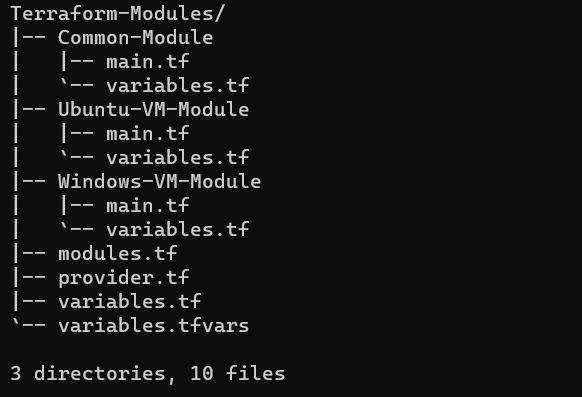 Terraform-Modules/
|-- Common-Module
|   |-- main.tf
|   `-- variables.tf
|-- Ubuntu-VM-Module
|   |-- main.tf
|   `-- variables.tf
|-- Windows-VM-Module
|   |-- main.tf
|   `-- variables.tf
|-- modules.tf
|-- provider.tf
|-- variables.tf
`-- variables.tfvars

3 directories, 10 files